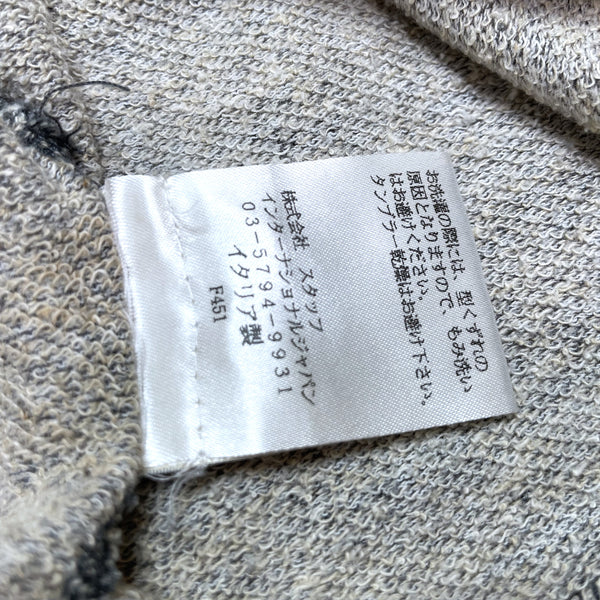 お洗濯の際には、型くずれの
原因となりますので、もみ洗い
はお避けください。
タンブラー乾燥はお避け下さい。
株式会社 スタッフ
インターナショナルジャパン
03-5794-9931
イタリア製
F451